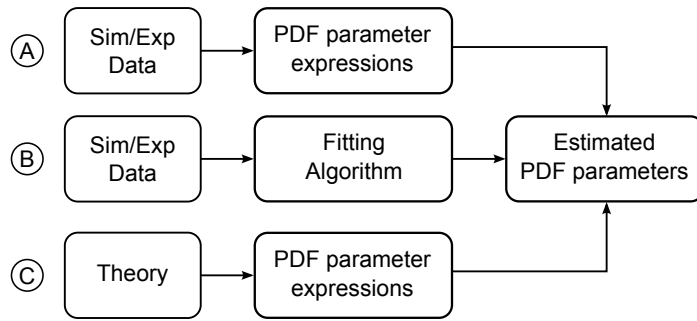 A
Sim/Exp
Data
PDF parameter
expressions
B
Sim/Exp
Data
Fitting
Algorithm
Estimated
PDF parameters
C
Theory
PDF parameter
expressions